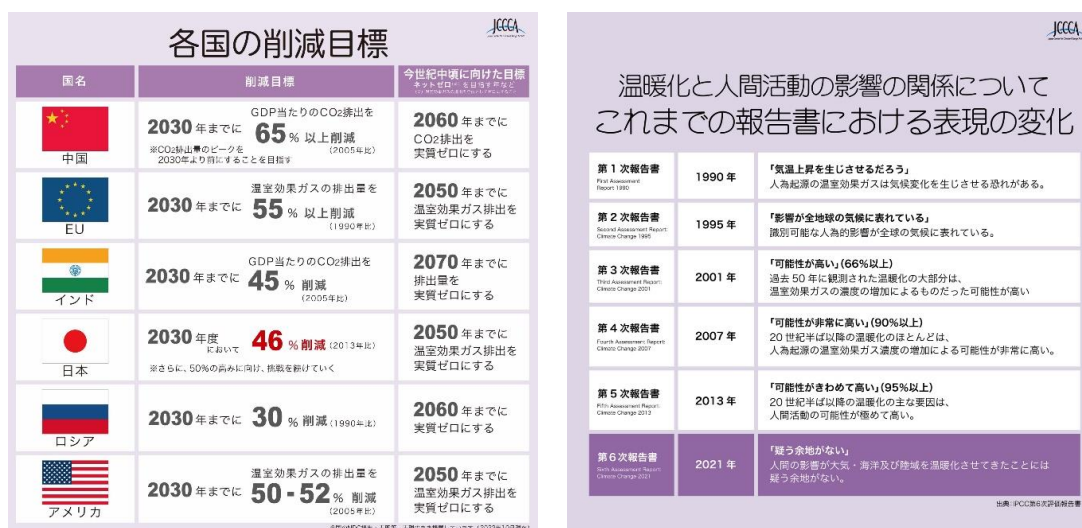 JCCCA
各国の削減目標
国名
削減目標
今世紀中頃に向けた目標
ネットゼロ
を目指す年など
中国
GDP当たりのCO2排出を
2030年までに 65%以上削減
(2005年比)
※CO2排出量のピークを
2030年より前にすることを目指す
2060年までに
CO2排出を
実質ゼロにする
EU
温室効果ガスの排出量を
2030年までに 55%以上削減
(1990年比)
2050年までに
温室効果ガス排出を
実質ゼロにする
インド
GDP当たりのCO2排出を
2030年までに 45%削減
(2005年比)
2070年までに
排出量を
実質ゼロにする
日本
2030年度
において
46%削減(2013年比)
※さらに、50%の高みに向け、挑戦を続けていく
2050年までに
温室効果ガス排出を
実質ゼロにする
ロシア
2030年までに 30%削減(1990年比)
2060年までに
実質ゼロにする
アメリカ
温室効果ガスの排出量を
2030年までに 50-52%削減
(2005年比)
2050年までに
温室効果ガス排出を
実質ゼロにする
JCCCA
温暖化と人間活動の影響の関係について
これまでの報告書における表現の変化
第1次報告書
First Assessment
Report 1990
1990年
「気温上昇を生じさせるだろう」
人為起源の温室効果ガスは気候変化を生じさせる恐れがある。
第2次報告書
Second Assessment Report:
Climate Change 1995
1995年
「影響が全地球の気候に表れている」
識別可能な人為的影響が全球の気候に表れている。
第3次報告書
Third Assessment Report:
Climate Change 2001
2001年
「可能性が高い」(66%以上)
過去50年に観測された温暖化の大部分は、
温室効果ガスの濃度の増加によるものだった可能性が高い
第4次報告書
Fourth Assessment Report:
Climate Change 2007
2007年
「可能性が非常に高い」(90%以上)
20世紀半ば以降の温暖化のほとんどは、
人為起源の温室効果ガス濃度の増加による可能性が非常に高い。
第5次報告書
Fifth Assessment Report:
Climate Change 2013
2013年
「可能性がきわめて高い」(95%以上)
20世紀半ば以降の温暖化の主な要因は、
人間活動の可能性が極めて高い。
第6次報告書
Sixth Assessment Report:
Climate Change 2021
2021年
「疑う余地がない」
人間の影響が大気・海洋及び陸域を温暖化させてきたことには
疑う余地がない。
出典:IPCC第6次評価報告書